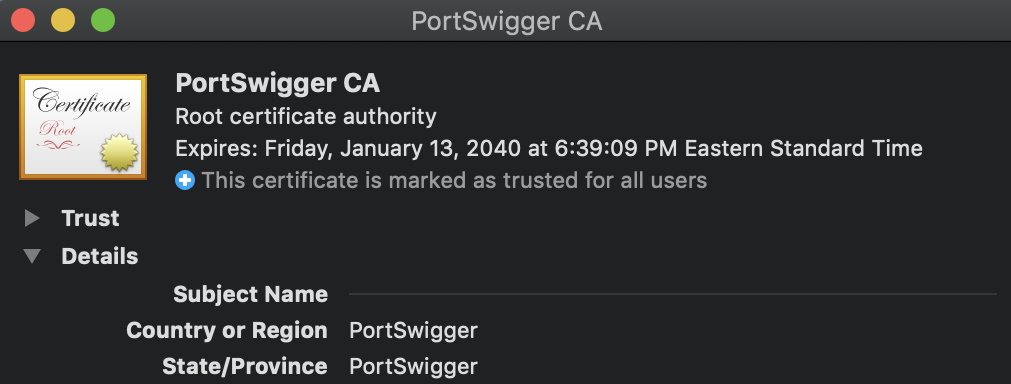 PortSwigger CA
Certificate
Root
PortSwigger CA
Root certificate authority
Expires: Friday, January 13, 2040 at 6:39:09 PM Eastern Standard Time
This certificate is marked as trusted for all users
Trust
Details
Subject Name
Country or Region PortSwigger
State/Province PortSwigger